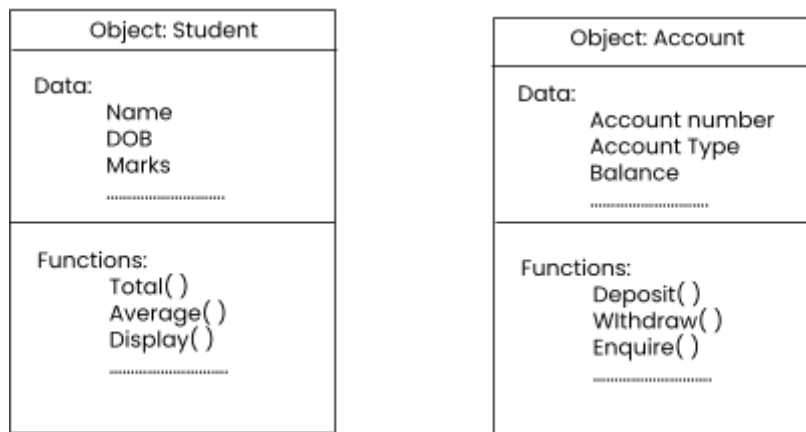 Object: Student
Data:
Name
DOB
Marks
..............................
Functions:
Total( )
Average( )
Display( )
..............................
Object: Account
Data:
Account number
Account Type
Balance
..............................
Functions:
Deposit( )
WIthdraw( )
Enquire( )
..............................